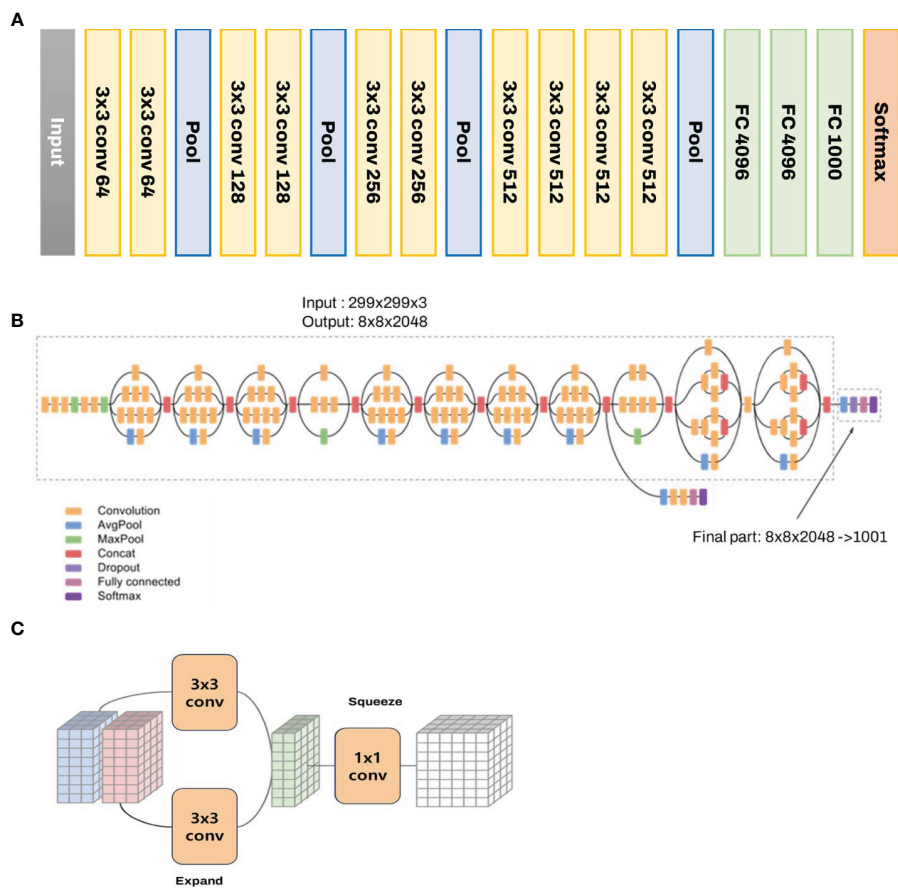 A
Input
3x3 conv 64
3x3 conv 64
Pool
3x3 conv 128
3x3 conv 128
Pool
3x3 conv 256
3x3 conv 256
Pool
3x3 conv 512
3x3 conv 512
3x3 conv 512
3x3 conv 512
Pool
FC 4096
FC 4096
FC 1000
Softmax
B
Input : 299x299x3
Output: 8x8x2048
Convolution
AvgPool
MaxPool
Concat
Dropout
Fully connected
Softmax
Final part: 8x8x2048 ->1001
C
3x3
conv
Squeeze
1x1
conv
3x3
conv
Expand